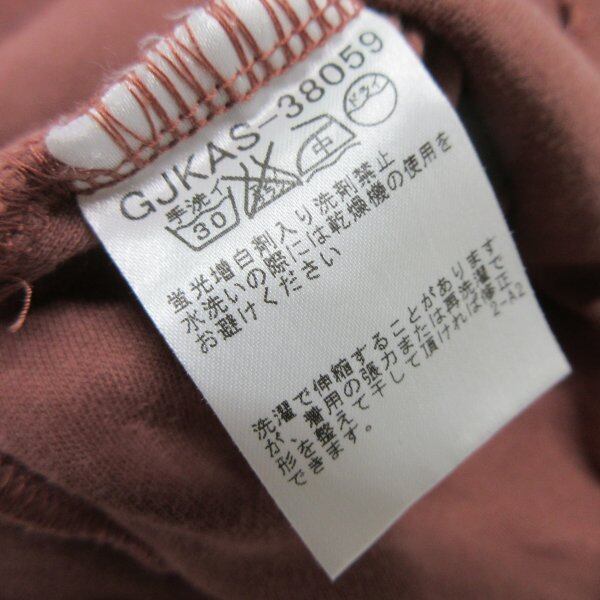 GJKAS-38059
手洗イ
30
中
ドライ
蛍光増白剤入り洗剤禁止
水洗いの際には乾燥機の使用を
お避けください
洗濯で伸縮することがあります
が、着用の張力または再洗濯で
形を整えて干して頂ければ修正
できます。
2-A2